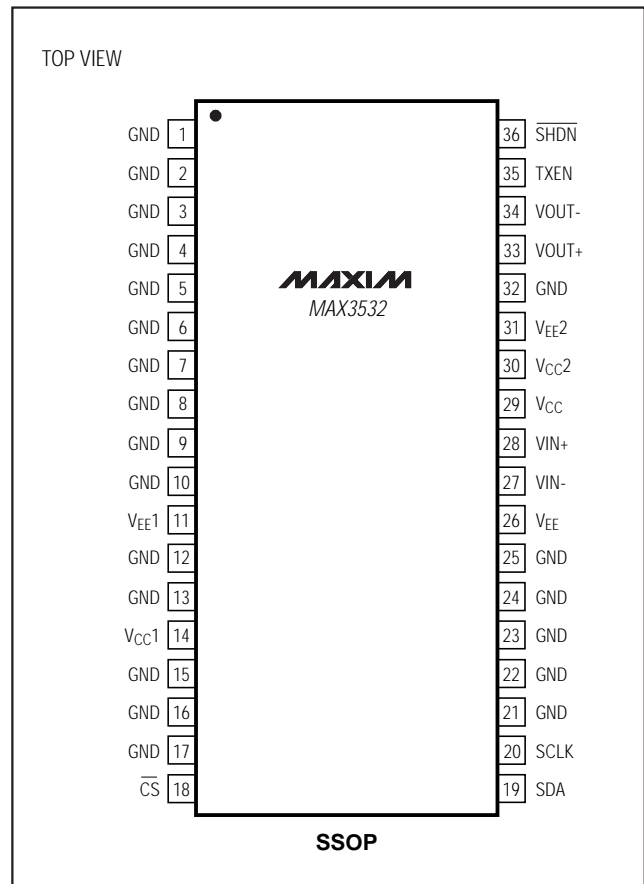 TOP VIEW
GND 1
GND 2
GND 3
GND 4
GND 5
GND 6
GND 7
GND 8
GND 9
GND 10
VEE1 11
GND 12
GND 13
VCC1 14
GND 15
GND 16
GND 17
CS 18
MAXIM
MAX3532
36 SHDN
35 TXEN
34 VOUT-
33 VOUT+
32 GND
31 VEE2
30 VCC2
29 VCC
28 VIN+
27 VIN-
26 VEE
25 GND
24 GND
23 GND
22 GND
21 GND
20 SCLK
19 SDA
SSOP